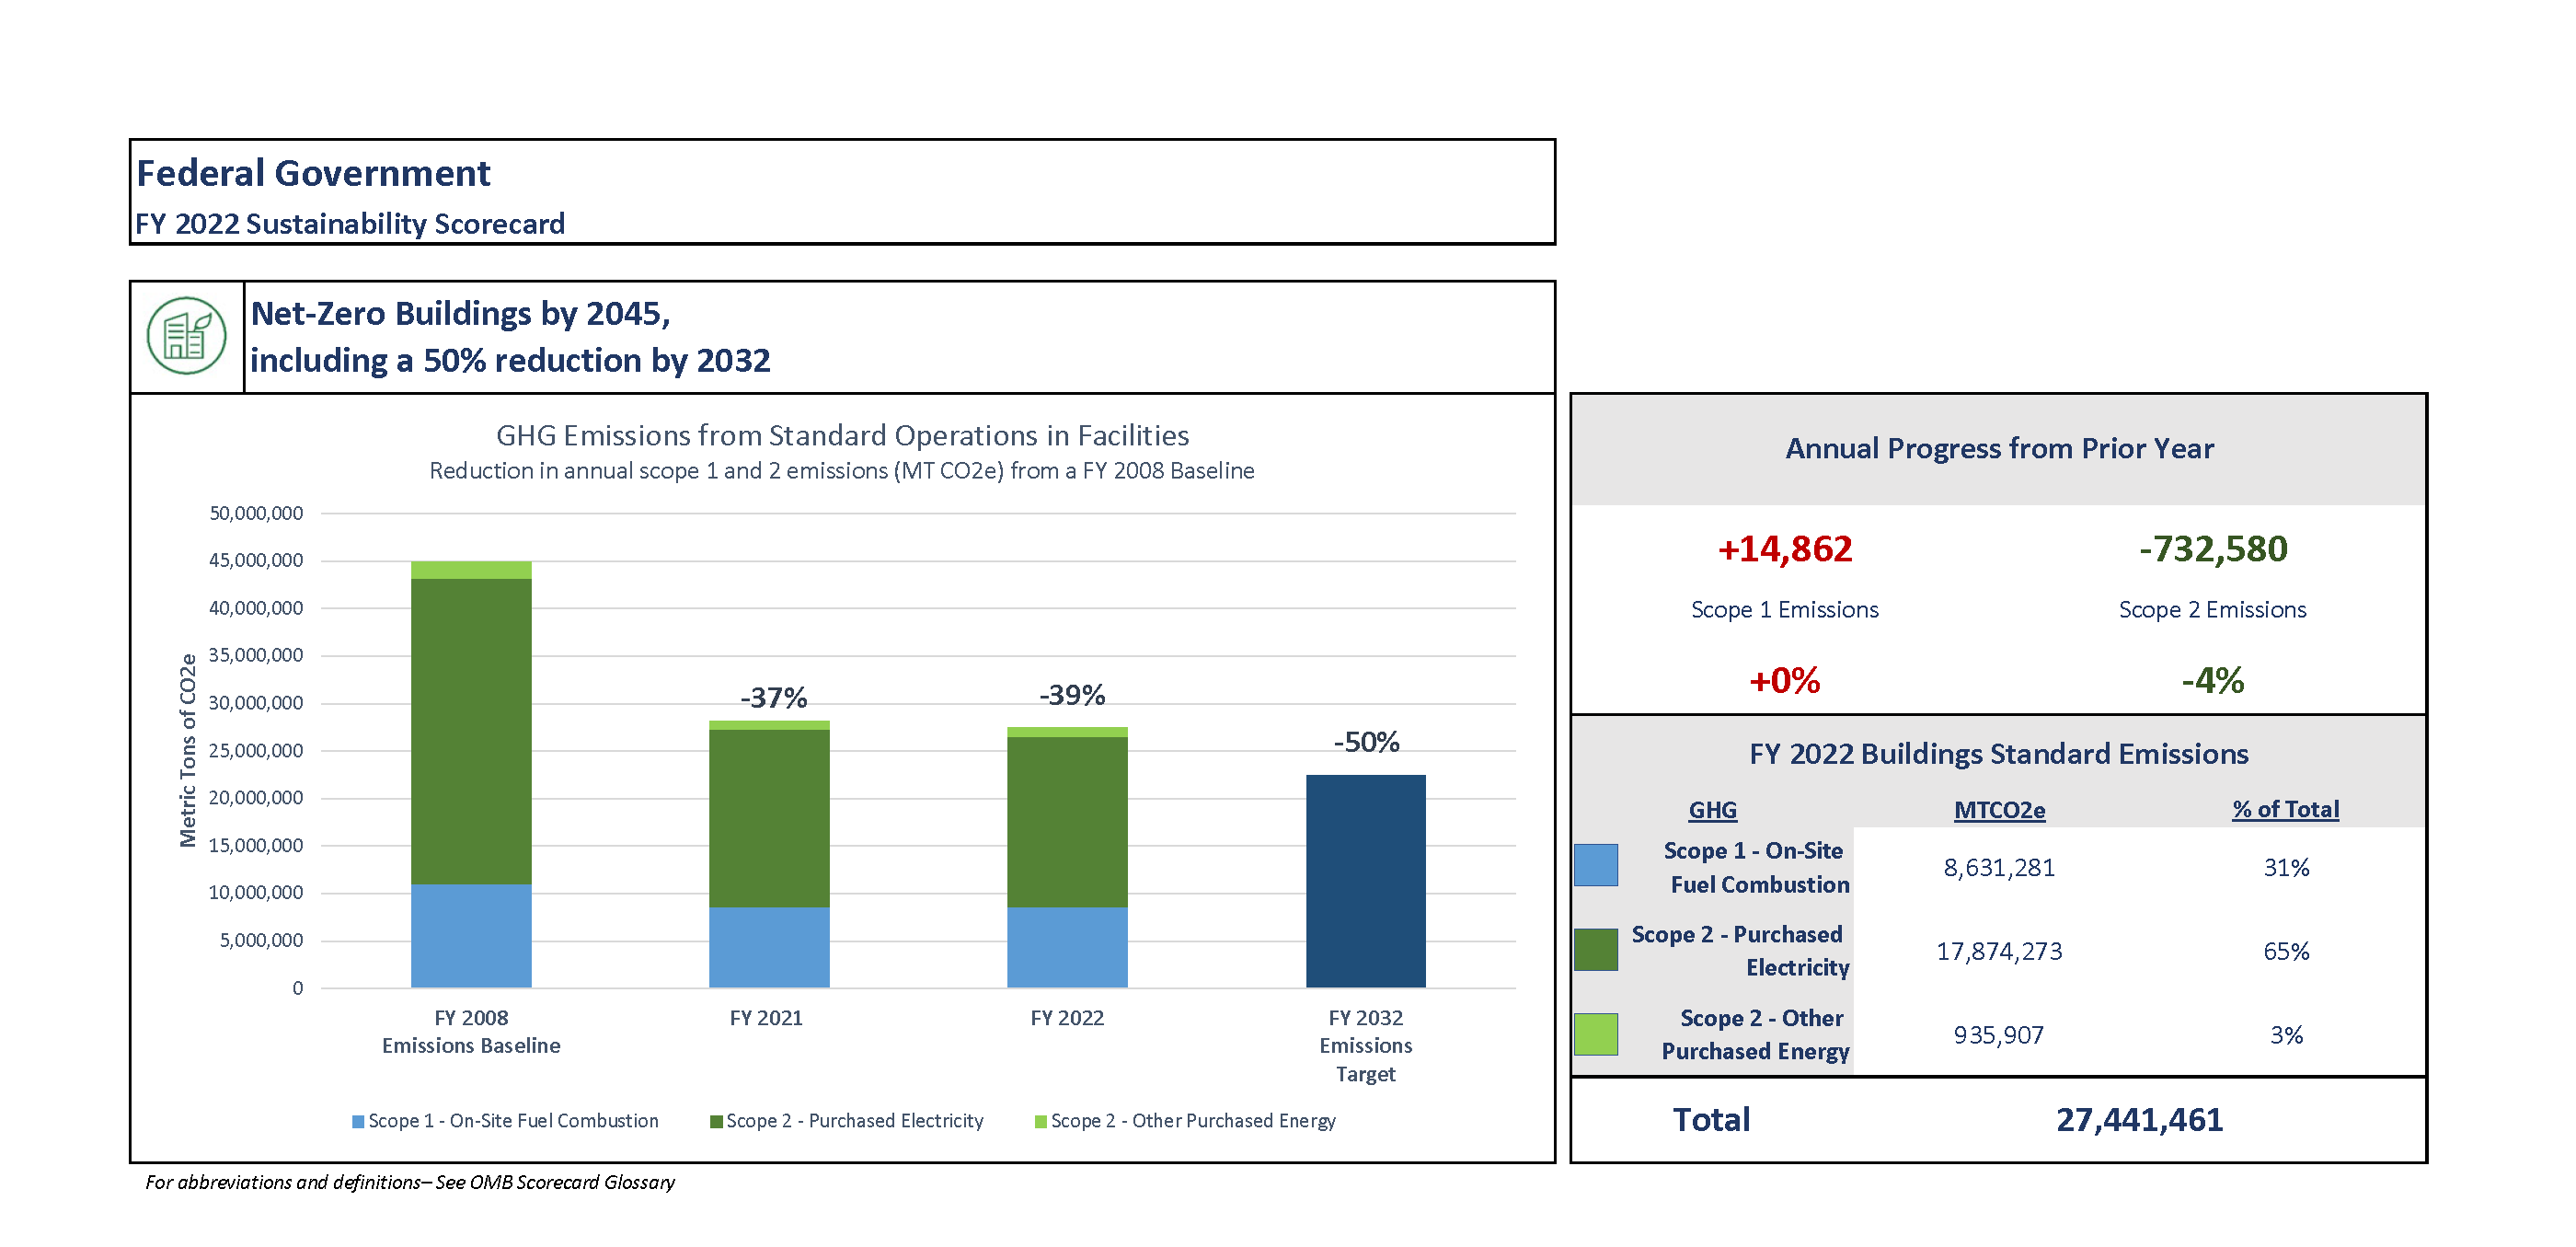 Federal Government
FY 2022 Sustainability Scorecard
Net-Zero Buildings by 2045,
including a 50% reduction by 2032
GHG Emissions from Standard Operations in Facilities
Reduction in annual scope 1 and 2 emissions (MT CO2e) from a FY 2008 Baseline
Metric Tons of CO2e
50,000,000
45,000,000
40,000,000
35,000,000
30,000,000
25,000,000
20,000,000
15,000,000
10,000,000
5,000,000
0
-37%
-39%
-50%
FY 2008
Emissions Baseline
FY 2021
FY 2022
FY 2032
Emissions
Target
Scope 1 - On-Site Fuel Combustion
Scope 2 - Purchased Electricity
Scope 2 - Other Purchased Energy
For abbreviations and definitions– See OMB Scorecard Glossary
Annual Progress from Prior Year
+14,862 -732,580
Scope 1 Emissions Scope 2 Emissions
+0% -4%
FY 2022 Buildings Standard Emissions
GHG MTCO2e % of Total
Scope 1 - On-Site
Fuel Combustion
8,631,281 31%
Scope 2 - Purchased
Electricity
17,874,273 65%
Scope 2 - Other
Purchased Energy
935,907 3%
Total 27,441,461